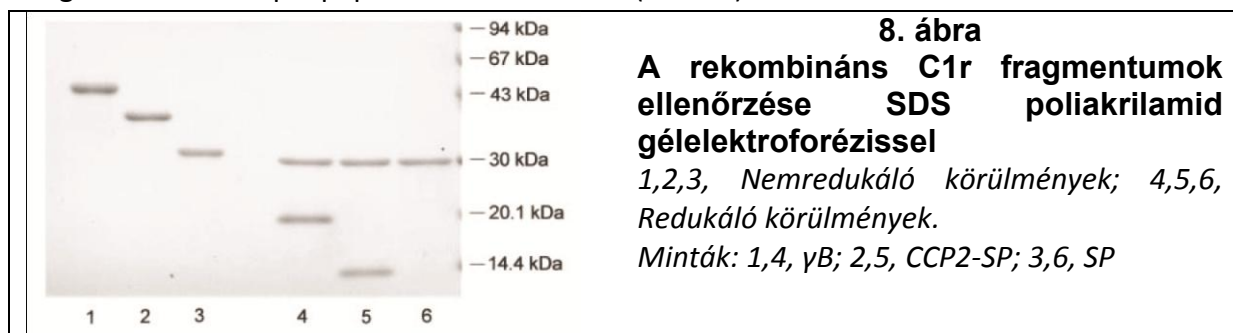 94 kDa
67 kDa
43 kDa
30 kDa
20.1 kDa
14.4 kDa
1 2 3 4 5 6
8. ábra
A rekombináns C1r fragmentumok
ellenőrzése SDS poliakrilamid
gélelektroforézissel
1,2,3, Nemredukáló körülmények; 4,5,6,
Redukáló körülmények.
Minták: 1,4, γB; 2,5, CCP2-SP; 3,6, SP